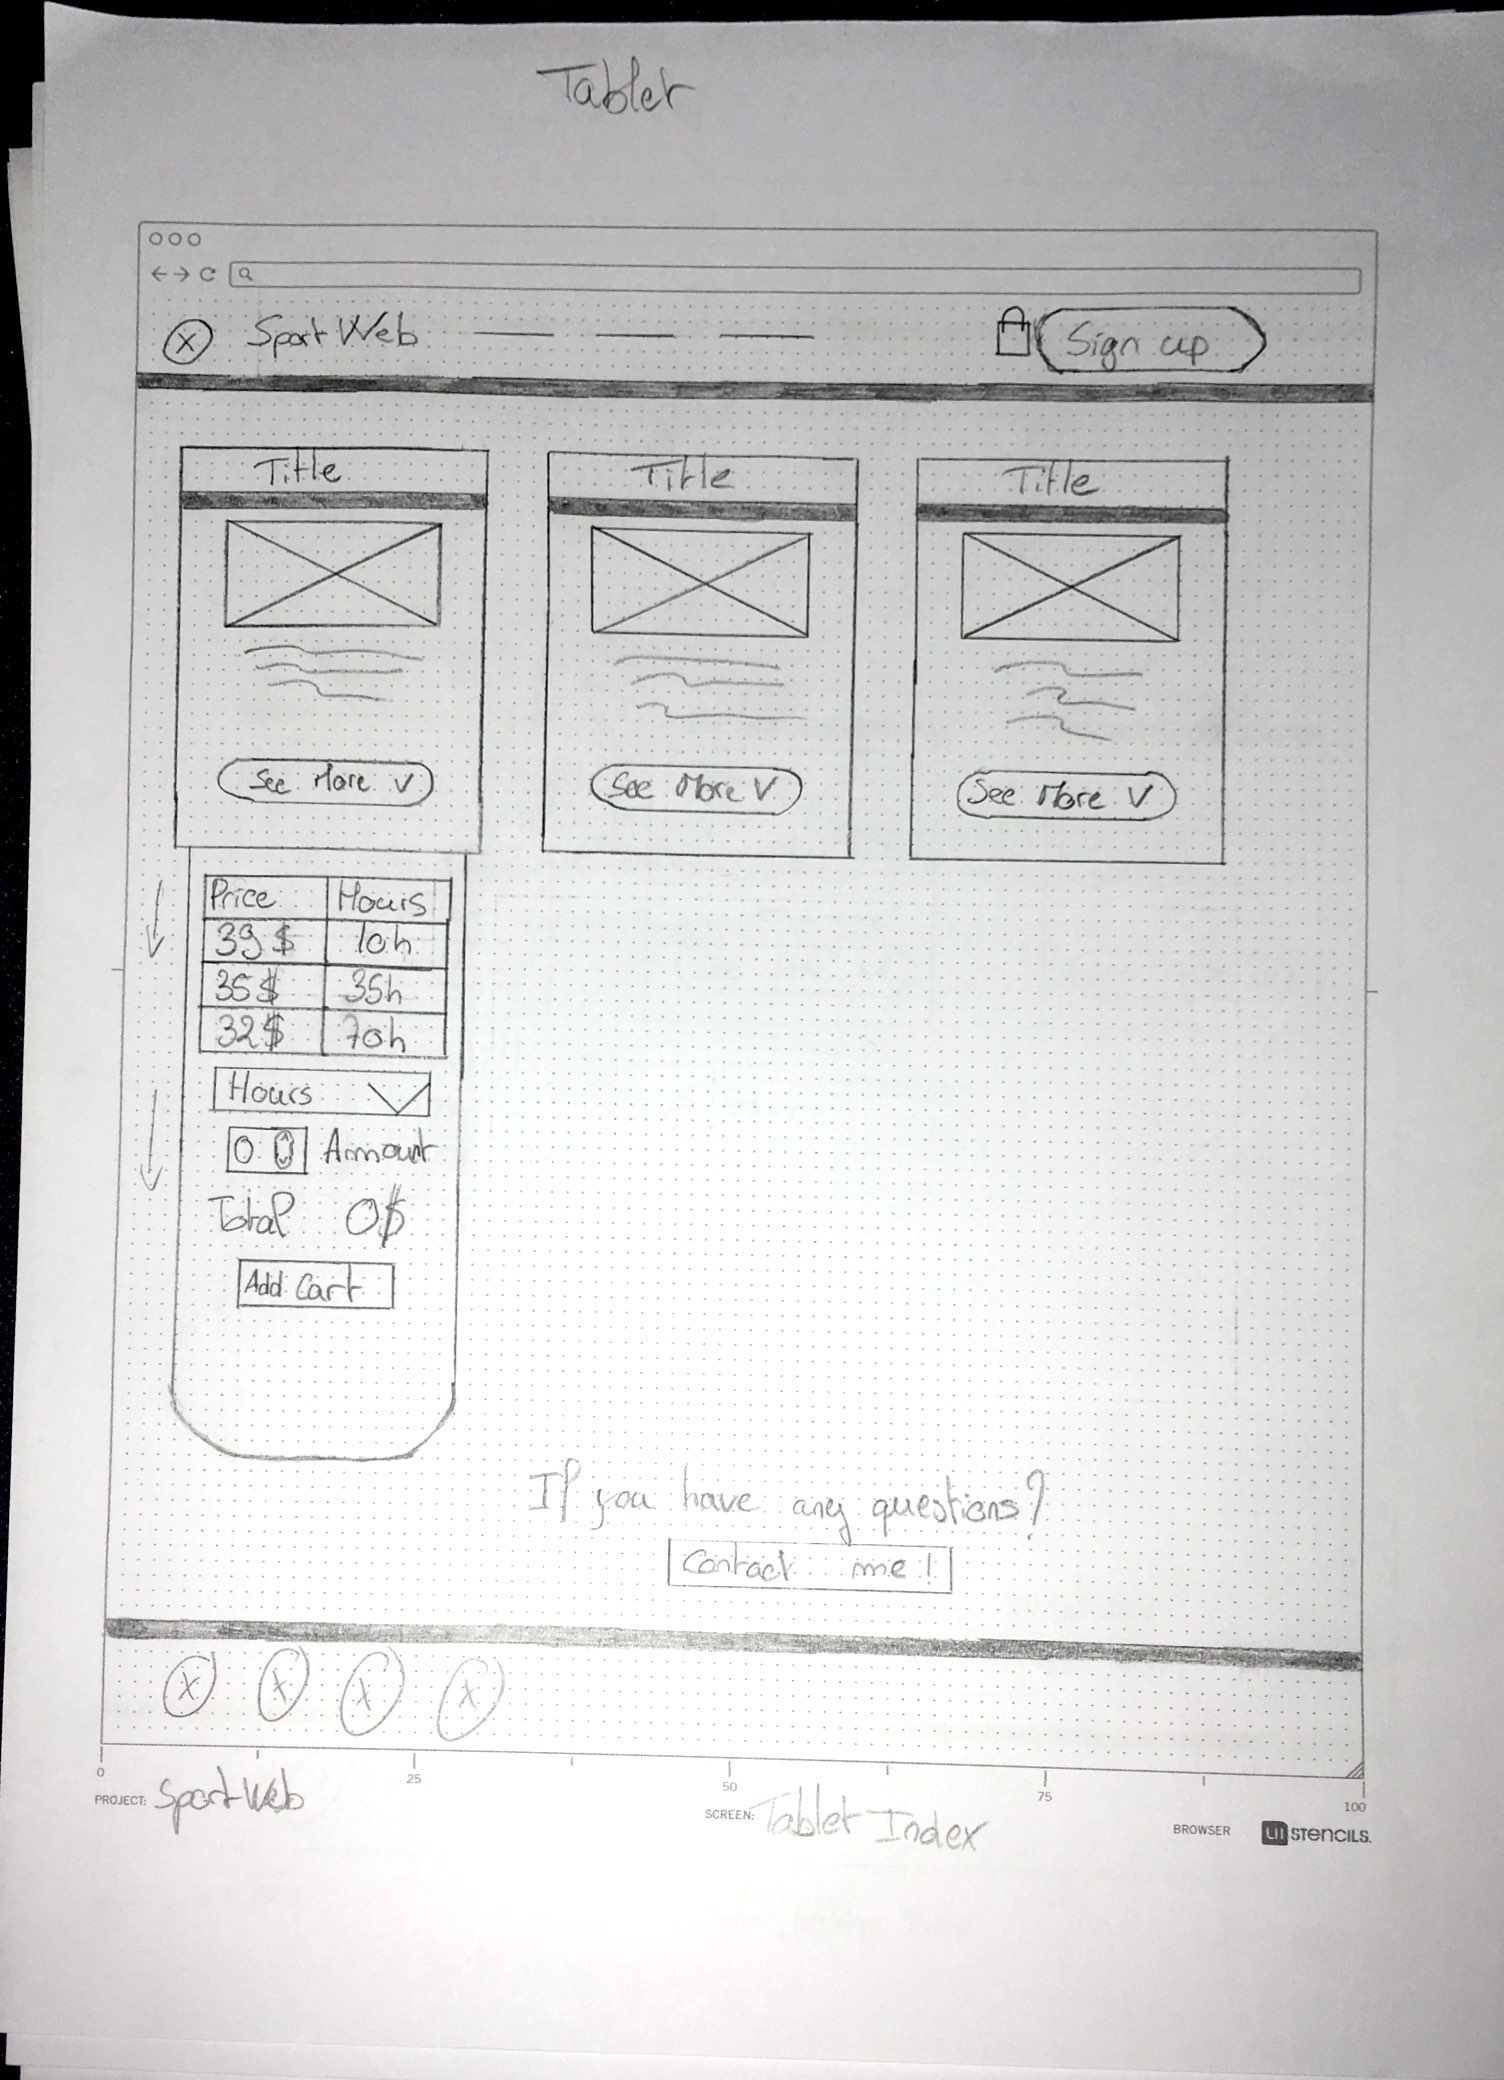 Tablet
Sport Web
Sign up
Title
Title
Title
See More V
See More V
See More V
Price Hours
39 $ 10h
35 $ 35h
32 $ 70h
Hours
0 Amount
Total 0$
Add Cart
If you have any questions?
Contact me!
0 25 50 75 100
PROJECT: Sport Web
SCREEN: Tablet Index
BROWSER
UI STENCILS.